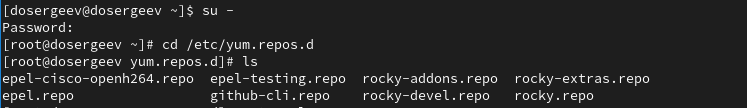 [dosergeev@dosergeev ~]$ su -
Password:
[root@dosergeev ~]# cd /etc/yum.repos.d
[root@dosergeev yum.repos.d]# ls
epel-cisco-openh264.repo  epel-testing.repo  rocky-addons.repo  rocky-extras.repo
epel.repo                 github-cli.repo    rocky-devel.repo   rocky.repo